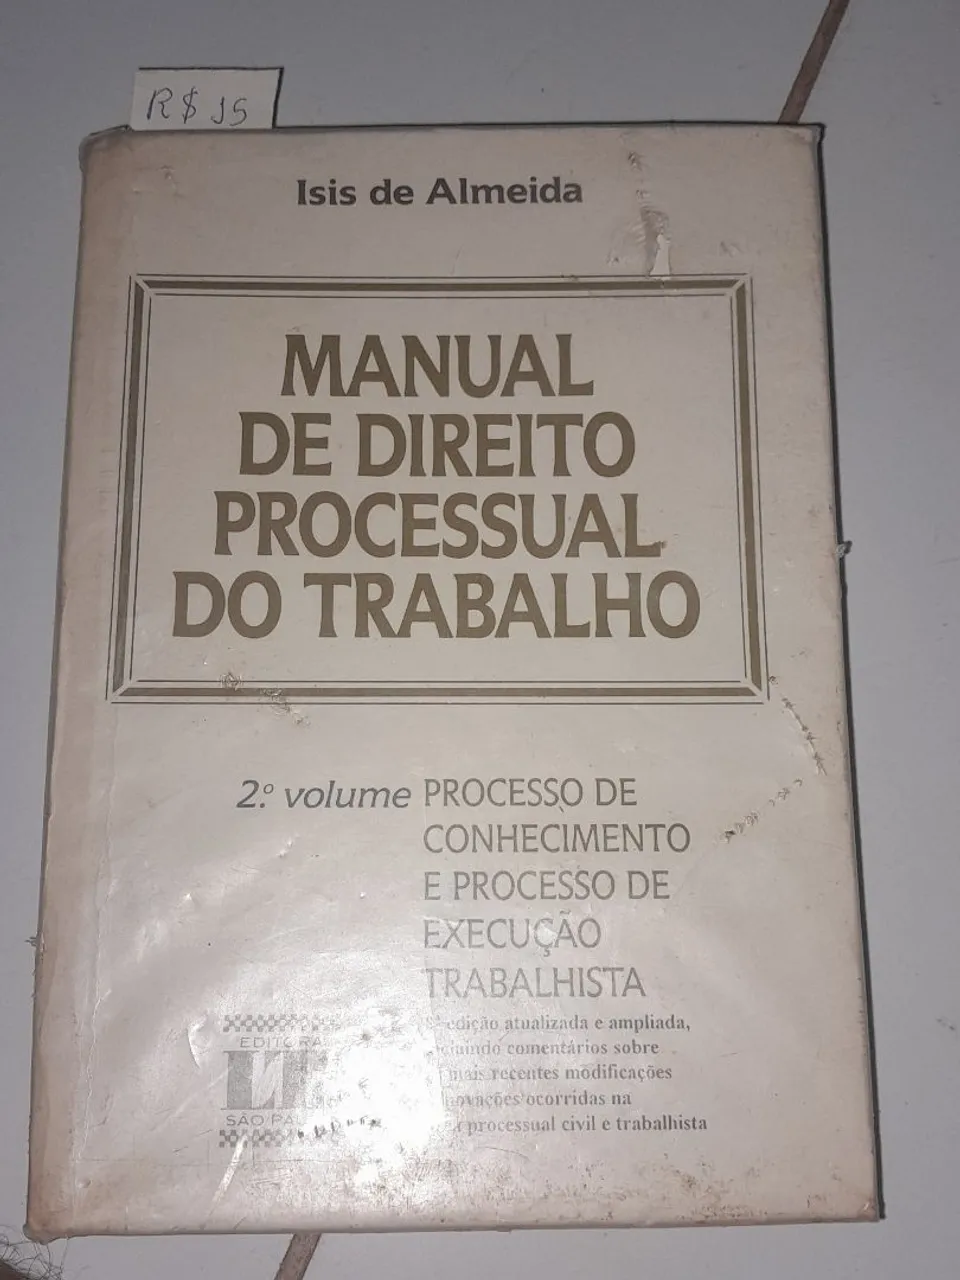 R$ 15
Isis de Almeida
MANUAL
DE DIREITO
PROCESSUAL
DO TRABALHO
2.º volume PROCESSO DE
CONHECIMENTO
E PROCESSO DE
EXECUÇÃO
TRABALHISTA
edição atualizada e ampliada,
comentários sobre
mais recentes modificações
ocorridas na
processual civil e trabalhista
EDITORA
SÃO